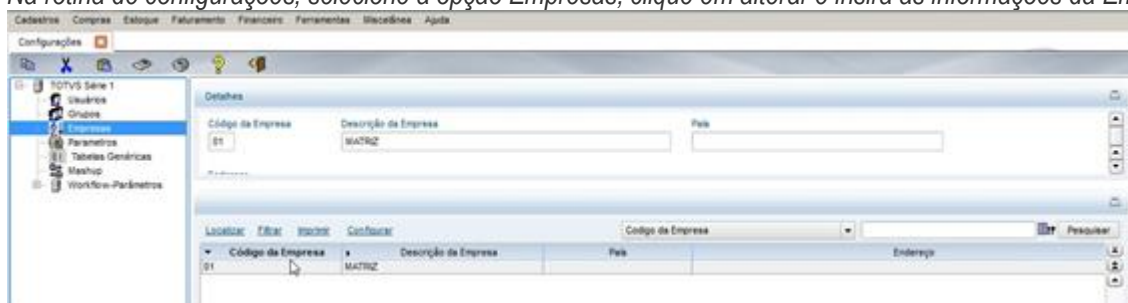 Na rotina de configurações, selecione a opção Empresas, clique em alterar e insira as informações da Em
Cadastros Compras Estoque Faturamento Financeiro Ferramentas Miscelânea Ajuda
Configurações
TOTVS Série 1
Usuários
Grupos
Empresas
Parametros
Tabelas Genéricas
Mashup
Workflow-Parâmetros
Detalhes
Código da Empresa Descrição da Empresa País
01 MATRIZ
Localizar Filtrar Imprimir Configurar Codigo da Empresa Pesquisar
Código da Empresa Descrição da Empresa País Endereço
01 MATRIZ